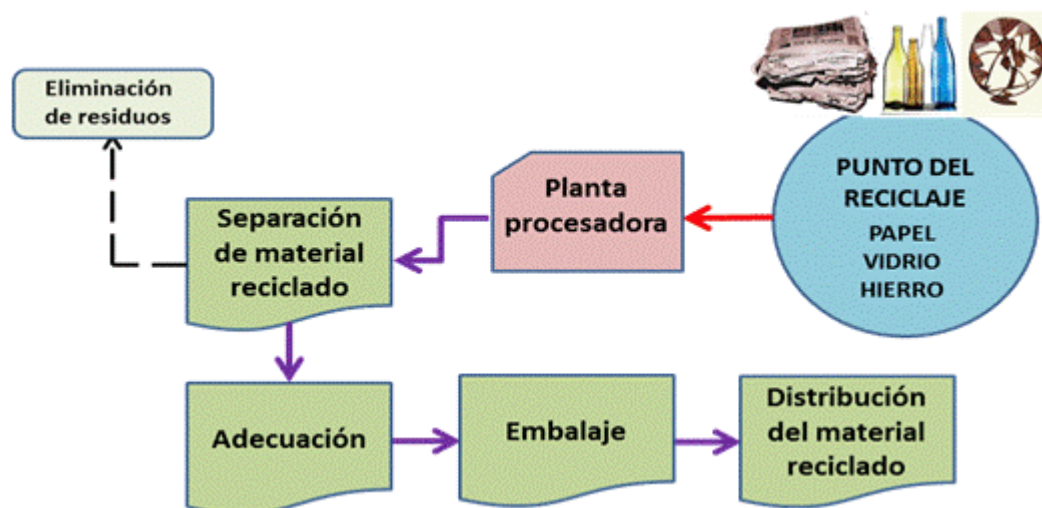 Eliminación
de residuos
PUNTO DEL
RECICLAJE
PAPEL
VIDRIO
HIERRO
Planta
procesadora
Separación
de material
reciclado
Adecuación
Embalaje
Distribución
del material
reciclado